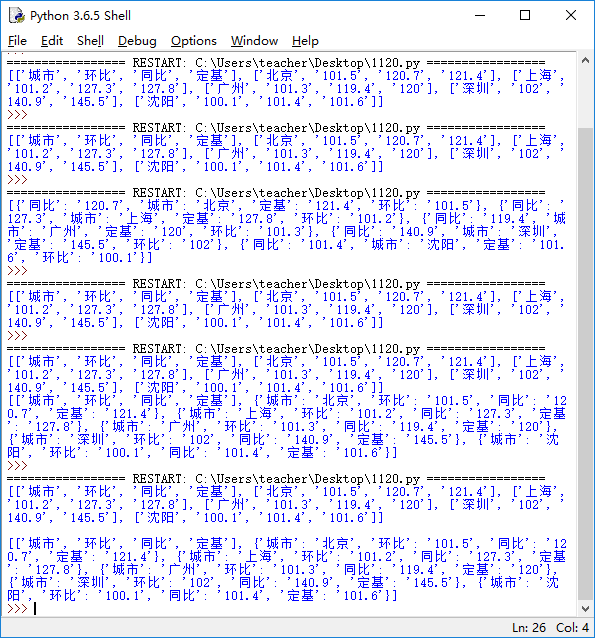 Python 3.6.5 Shell
File Edit Shell Debug Options Window Help
================= RESTART: C:\Users\teacher\Desktop\1120.py =================
[['城市', '环比', '同比', '定基'], ['北京', '101.5', '120.7', '121.4'], ['上海',
'101.2', '127.3', '127.8'], ['广州', '101.3', '119.4', '120'], ['深圳', '102', '
140.9', '145.5'], ['沈阳', '100.1', '101.4', '101.6']]
>>>
================= RESTART: C:\Users\teacher\Desktop\1120.py =================
[['城市', '环比', '同比', '定基'], ['北京', '101.5', '120.7', '121.4'], ['上海',
'101.2', '127.3', '127.8'], ['广州', '101.3', '119.4', '120'], ['深圳', '102', '
140.9', '145.5'], ['沈阳', '100.1', '101.4', '101.6']]
>>>
================= RESTART: C:\Users\teacher\Desktop\1120.py =================
[{'同比': '120.7', '城市': '北京', '定基': '121.4', '环比': '101.5'}, {'同比': '
127.3', '城市': '上海', '定基': '127.8', '环比': '101.2'}, {'同比': '119.4', '城
市': '广州', '定基': '120', '环比': '101.3'}, {'同比': '140.9', '城市': '深圳',
'定基': '145.5', '环比': '102'}, {'同比': '101.4', '城市': '沈阳', '定基': '101.
6', '环比': '100.1'}]
>>>
================= RESTART: C:\Users\teacher\Desktop\1120.py =================
[['城市', '环比', '同比', '定基'], ['北京', '101.5', '120.7', '121.4'], ['上海',
'101.2', '127.3', '127.8'], ['广州', '101.3', '119.4', '120'], ['深圳', '102', '
140.9', '145.5'], ['沈阳', '100.1', '101.4', '101.6']]
>>>
================= RESTART: C:\Users\teacher\Desktop\1120.py =================
[['城市', '环比', '同比', '定基'], ['北京', '101.5', '120.7', '121.4'], ['上海',
'101.2', '127.3', '127.8'], ['广州', '101.3', '119.4', '120'], ['深圳', '102', '
140.9', '145.5'], ['沈阳', '100.1', '101.4', '101.6']]
[['城市', '环比', '同比', '定基'], {'城市': '北京', '环比': '101.5', '同比': '12
0.7', '定基': '121.4'}, {'城市': '上海', '环比': '101.2', '同比': '127.3', '定基
': '127.8'}, {'城市': '广州', '环比': '101.3', '同比': '119.4', '定基': '120'},
{'城市': '深圳', '环比': '102', '同比': '140.9', '定基': '145.5'}, {'城市': '沈
阳', '环比': '100.1', '同比': '101.4', '定基': '101.6'}]
>>>
================= RESTART: C:\Users\teacher\Desktop\1120.py =================
[['城市', '环比', '同比', '定基'], ['北京', '101.5', '120.7', '121.4'], ['上海',
'101.2', '127.3', '127.8'], ['广州', '101.3', '119.4', '120'], ['深圳', '102', '
140.9', '145.5'], ['沈阳', '100.1', '101.4', '101.6']]
[['城市', '环比', '同比', '定基'], {'城市': '北京', '环比': '101.5', '同比': '12
0.7', '定基': '121.4'}, {'城市': '上海', '环比': '101.2', '同比': '127.3', '定基
': '127.8'}, {'城市': '广州', '环比': '101.3', '同比': '119.4', '定基': '120'},
{'城市': '深圳', '环比': '102', '同比': '140.9', '定基': '145.5'}, {'城市': '沈
阳', '环比': '100.1', '同比': '101.4', '定基': '101.6'}]
>>>
Ln: 26 Col: 4